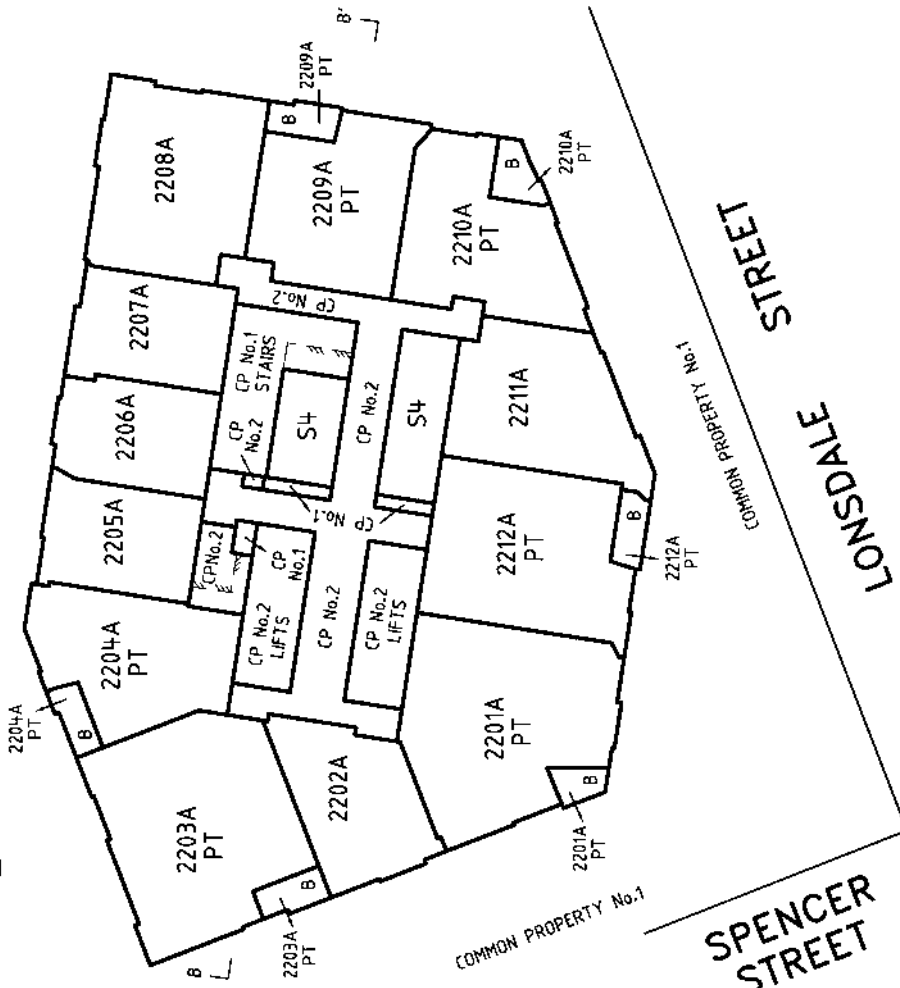 B'
2209A
PT
B
2208A
2209A
PT
B
2210A
PT
2210A
PT
STREET
LONSDALE
COMMON PROPERTY No.1
2207A
CP No.2
CP No.1
STAIRS
2206A
CP
No.2
S4
CP No.2
S4
2211A
2205A
CPNo.2
CP
No.1
CP No.1
2212A
PT
B
2212A
PT
2204A
PT
CP No.2
LIFTS
CP No.2
CP No.2
LIFTS
2204A
PT
B
2203A
PT
2202A
2201A
PT
B
2201A
PT
B
2203A
PT
B
COMMON PROPERTY No.1
SPENCER
STREET